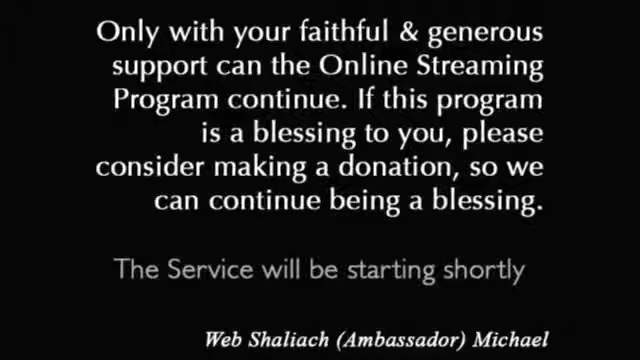 Only with your faithful & generous
support can the Online Streaming
Program continue. If this program
is a blessing to you, please
consider making a donation, so we
can continue being a blessing.
The Service will be starting shortly
Web Shaliach (Ambassador) Michael